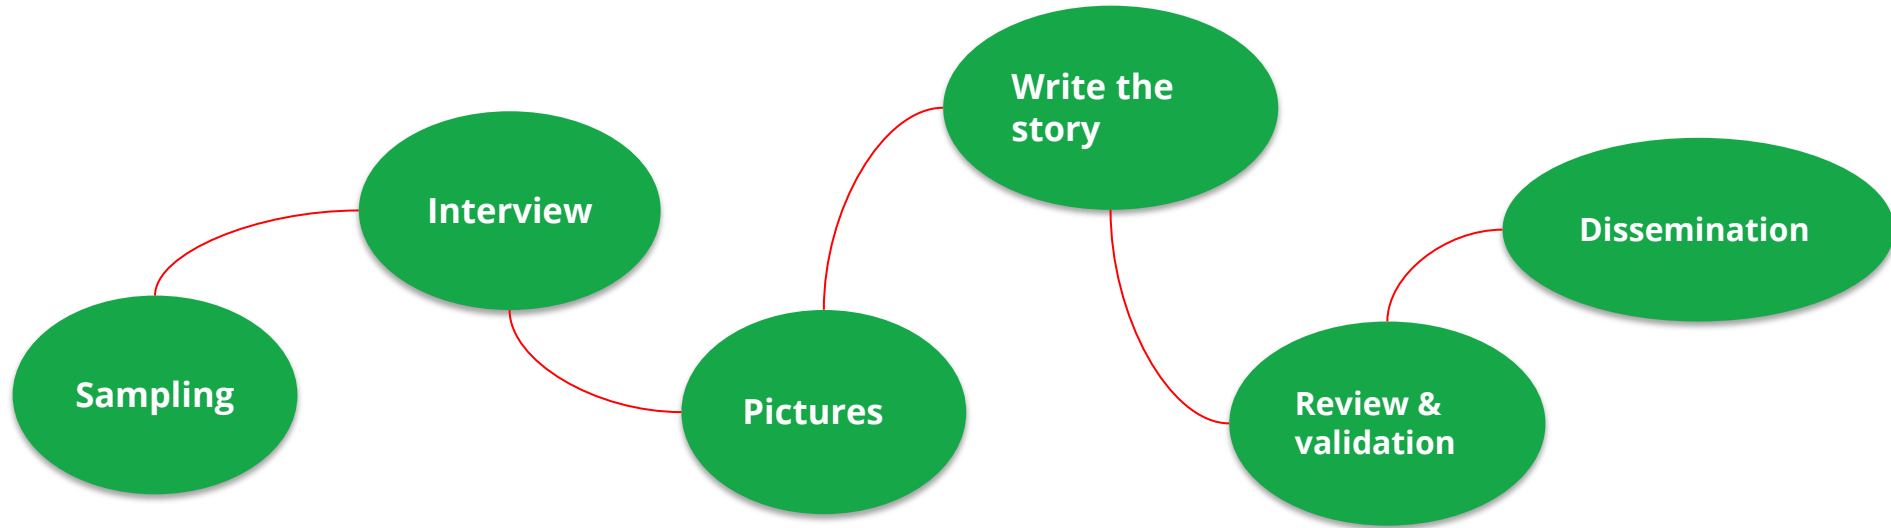 Sampling
Interview
Pictures
Write the
story
Review &
validation
Dissemination